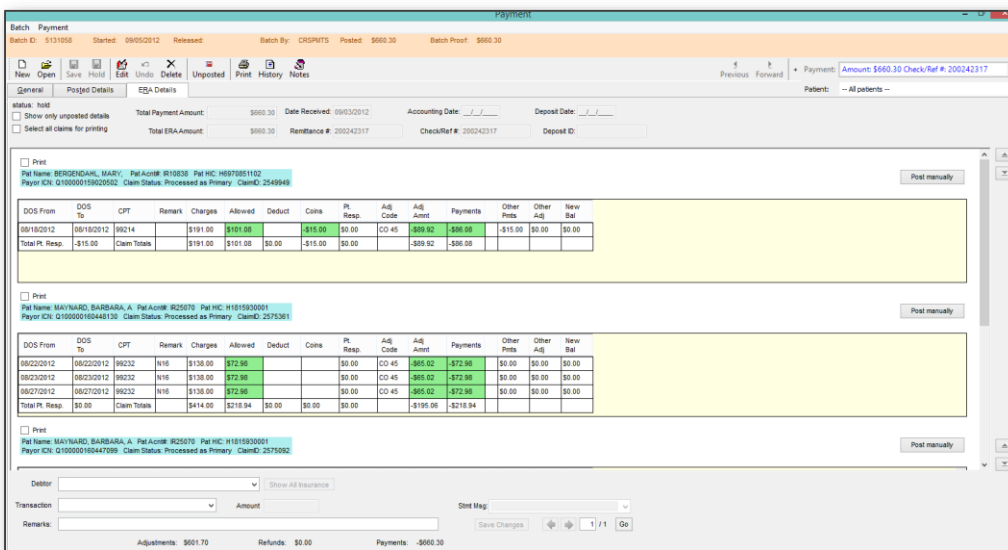 Payment
Batch Payment
Batch ID: 5131058 Started: 09/05/2012 Released: Batch By: CRSPMTS Posted: $660.30 Batch Proof: $660.30
New Open Save Hold Edit Undo Delete Unposted Print History Notes Previous Forward Payment: Amount: $660.30 Check/Ref #: 200242317
General Posted Details ERA Details Patient: -- All patients --
status: hold
Show only unposted details Total Payment Amount: $660.30 Date Received: 09/03/2012 Accounting Date: __/__/____ Deposit Date: __/__/____
Select all claims for printing Total ERA Amount: $660.30 Remittance #: 200242317 Check/Ref #: 200242317 Deposit ID:
Print
Pat Name: BERGENDAHL, MARY, Pat Acnt#: IR10838 Pat HIC: H6970851102
Payor ICN: Q100000159020502 Claim Status: Processed as Primary ClaimID: 2549949
Post manually
DOS From DOS To CPT Remark Charges Allowed Deduct Coins Pt. Resp. Adj Code Adj Amnt Payments Other Pmts Other Adj New Bal
08/18/2012 08/18/2012 99214 $191.00 $101.08 -$15.00 $0.00 CO 45 -$89.92 -$86.08 -$15.00 $0.00 $0.00
Total Pt. Resp. -$15.00 Claim Totals $191.00 $101.08 $0.00 -$15.00 $0.00 -$89.92 -$86.08
Print
Pat Name: MAYNARD, BARBARA, A Pat Acnt#: IR25070 Pat HIC: H1815930001
Payor ICN: Q100000160448130 Claim Status: Processed as Primary ClaimID: 2575361
Post manually
DOS From DOS To CPT Remark Charges Allowed Deduct Coins Pt. Resp. Adj Code Adj Amnt Payments Other Pmts Other Adj New Bal
08/22/2012 08/22/2012 99232 N16 $138.00 $72.98 $0.00 CO 45 -$65.02 -$72.98 $0.00 $0.00 $0.00
08/23/2012 08/23/2012 99232 N16 $138.00 $72.98 $0.00 CO 45 -$65.02 -$72.98 $0.00 $0.00 $0.00
08/27/2012 08/27/2012 99232 N16 $138.00 $72.98 $0.00 CO 45 -$65.02 -$72.98 $0.00 $0.00 $0.00
Total Pt. Resp. $0.00 Claim Totals $414.00 $218.94 $0.00 $0.00 $0.00 -$195.06 -$218.94
Print
Pat Name: MAYNARD, BARBARA, A Pat Acnt#: IR25070 Pat HIC: H1815930001
Payor ICN: Q100000160447099 Claim Status: Processed as Primary ClaimID: 2575092
Post manually
Debtor Show All Insurance
Transaction Amount Stmt Msg:
Remarks: Save Changes 1 / 1 Go
Adjustments: $601.70 Refunds: $0.00 Payments: -$660.30